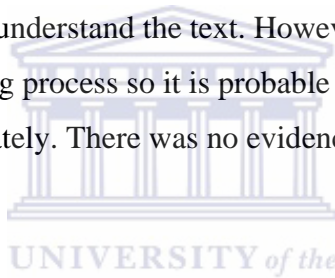 understand the text. Howev
g process so it is probable
ately. There was no evidenc
UNIVERSITY of the